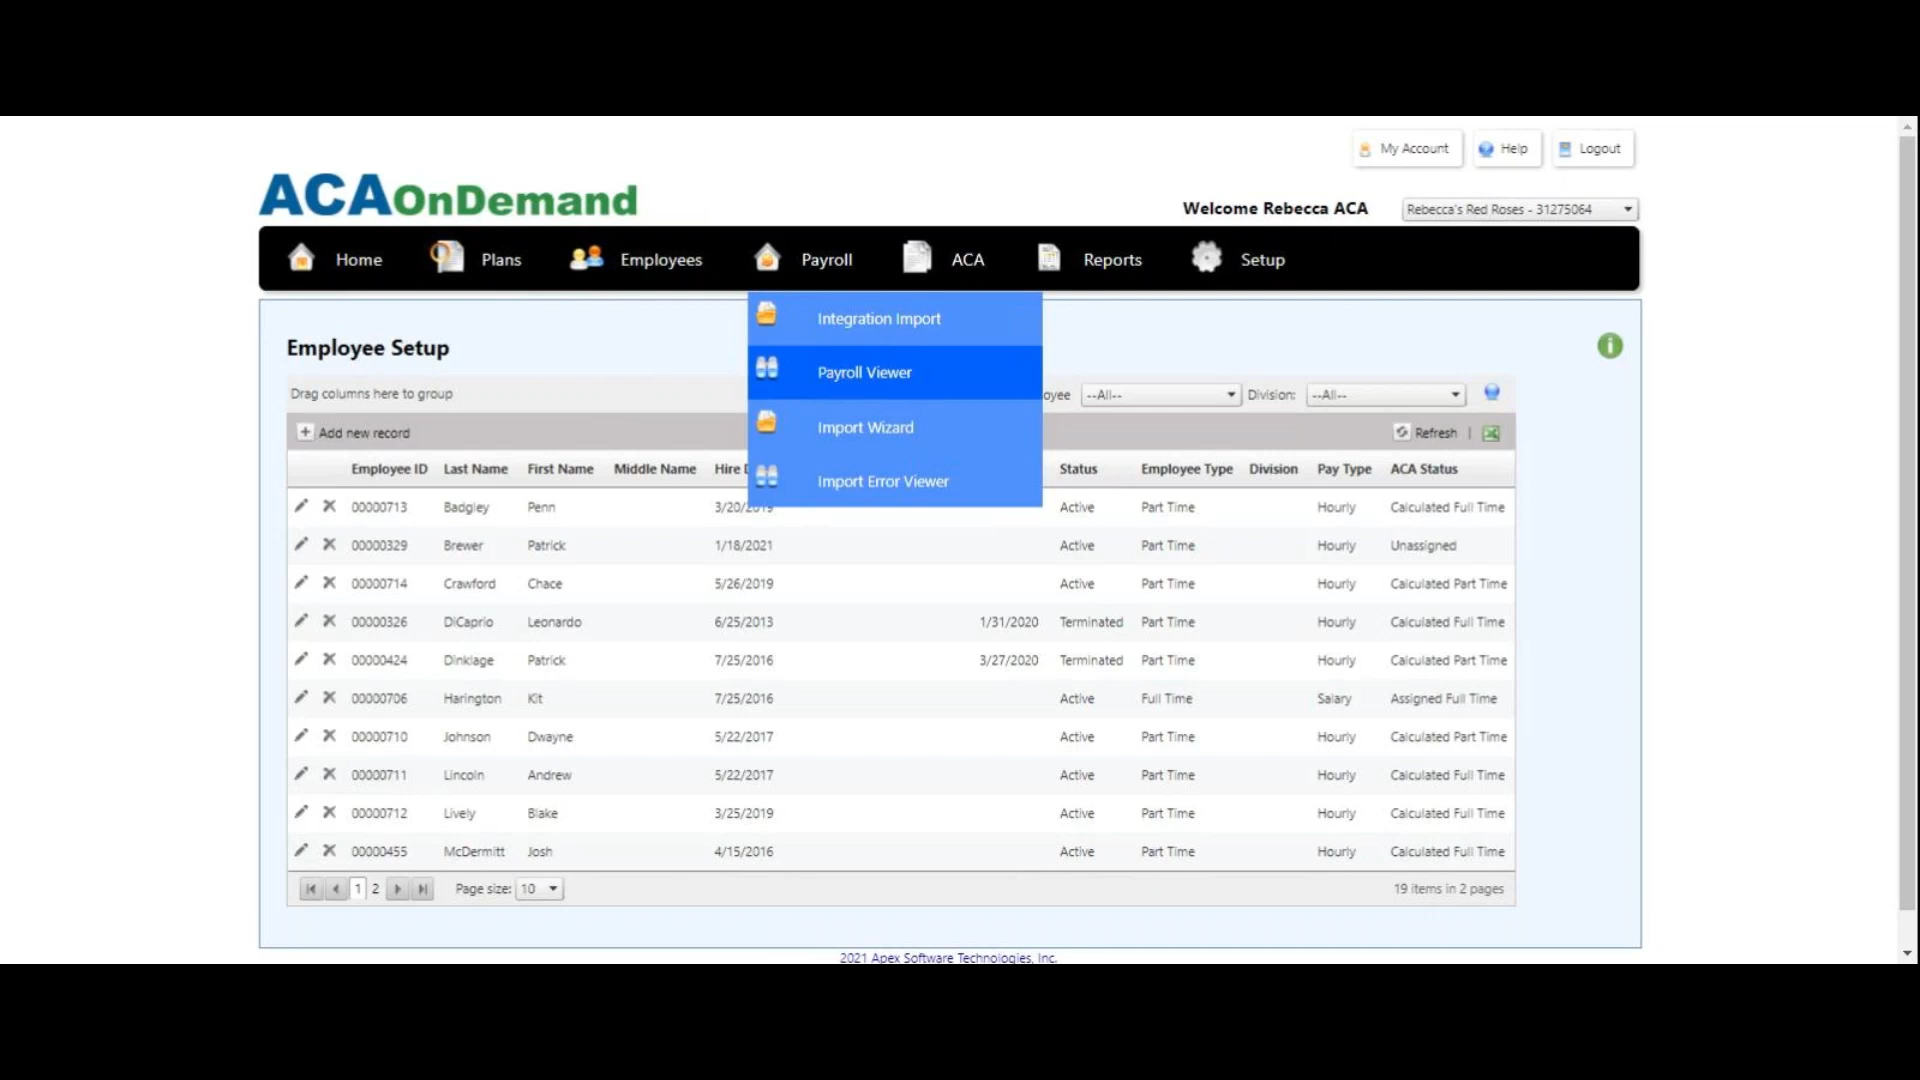 My Account Help Logout
ACAOnDemand
Welcome Rebecca ACA Rebecca's Red Roses - 31275064
Home Plans Employees Payroll ACA Reports Setup
Integration Import
Payroll Viewer
Import Wizard
Import Error Viewer
Employee Setup
Drag columns here to group oyee --All-- Division: --All--
+ Add new record Refresh |
Employee ID Last Name First Name Middle Name Hire Status Employee Type Division Pay Type ACA Status
00000713 Badgley Penn 3/20/2019 Active Part Time Hourly Calculated Full Time
00000329 Brewer Patrick 1/18/2021 Active Part Time Hourly Unassigned
00000714 Crawford Chace 5/26/2019 Active Part Time Hourly Calculated Part Time
00000326 DiCaprio Leonardo 6/25/2013 1/31/2020 Terminated Part Time Hourly Calculated Full Time
00000424 Dinklage Patrick 7/25/2016 3/27/2020 Terminated Part Time Hourly Calculated Part Time
00000706 Harington Kit 7/25/2016 Active Full Time Salary Assigned Full Time
00000710 Johnson Dwayne 5/22/2017 Active Part Time Hourly Calculated Part Time
00000711 Lincoln Andrew 5/22/2017 Active Part Time Hourly Calculated Full Time
00000712 Lively Blake 3/25/2019 Active Part Time Hourly Calculated Full Time
00000455 McDermitt Josh 4/15/2016 Active Part Time Hourly Calculated Full Time
1 2 Page size: 10 19 items in 2 pages
2021 Apex Software Technologies, Inc.